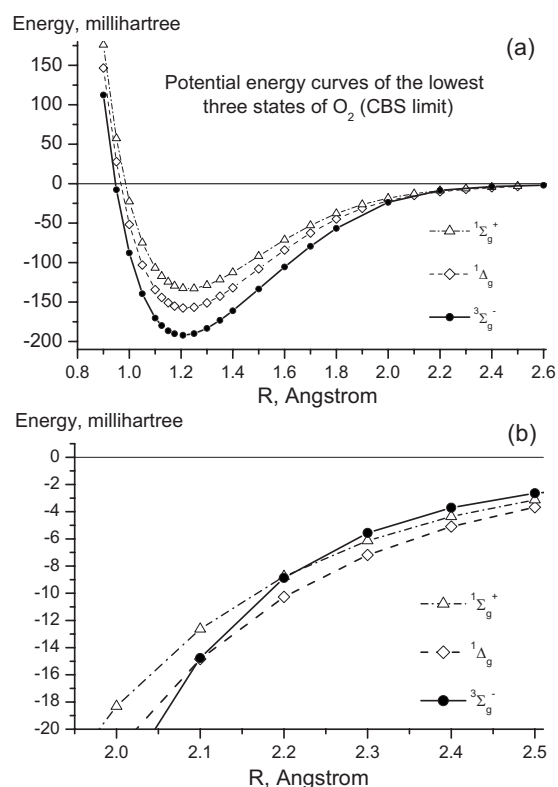 Energy, millihartree
(a)
Potential energy curves of the lowest
three states of O₂ (CBS limit)
150
100
50
0
-50
-100
-150
-200
¹Σg⁺
¹Δg
³Σg⁻
0.8 1.0 1.2 1.4 1.6 1.8 2.0 2.2 2.4 2.6
R, Angstrom
Energy, millihartree
(b)
0
-2
-4
-6
-8
-10
-12
-14
-16
-18
-20
¹Σg⁺
¹Δg
³Σg⁻
2.0 2.1 2.2 2.3 2.4 2.5
R, Angstrom